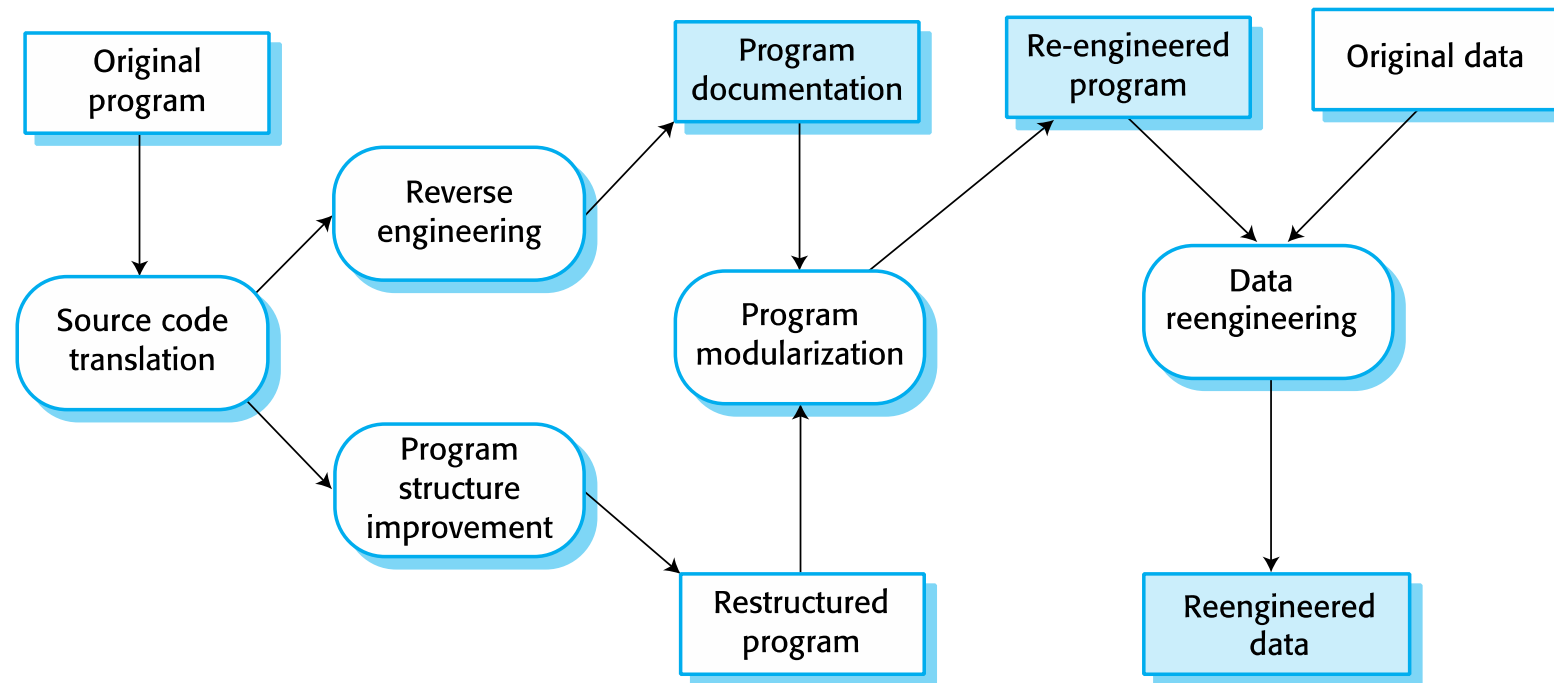 Original
program
Program
documentation
Re-engineered
program
Original data
Reverse
engineering
Source code
translation
Program
modularization
Data
reengineering
Program
structure
improvement
Restructured
program
Reengineered
data